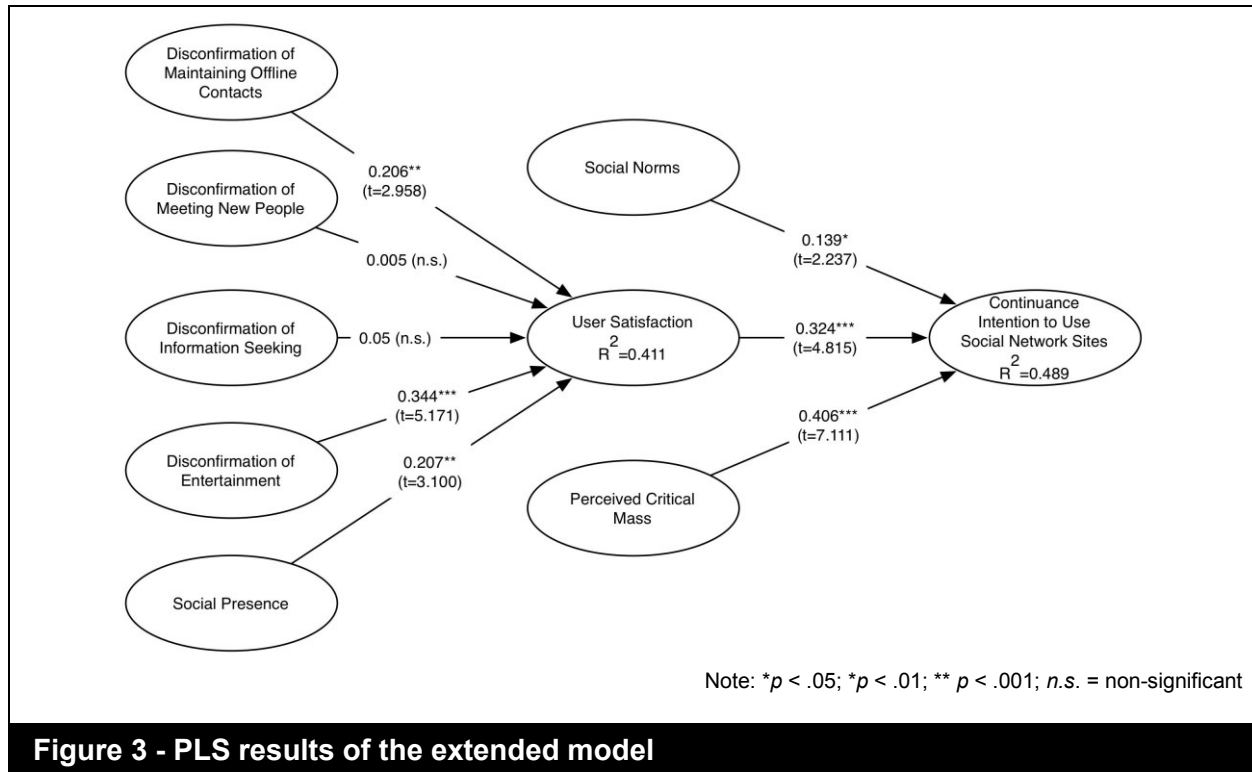 Disconfirmation of
Maintaining Offline
Contacts
0.206**
(t=2.958)
Disconfirmation of
Meeting New People
0.005 (n.s.)
Disconfirmation of
Information Seeking
0.05 (n.s.)
Disconfirmation of
Entertainment
0.344***
(t=5.171)
Social Presence
0.207**
(t=3.100)
User Satisfaction
2
R =0.411
Social Norms
0.139*
(t=2.237)
0.324***
(t=4.815)
Perceived Critical
Mass
0.406***
(t=7.111)
Continuance
Intention to Use
Social Network Sites
2
R =0.489
Note: *p < .05; *p < .01; ** p < .001; n.s. = non-significant
Figure 3 - PLS results of the extended model